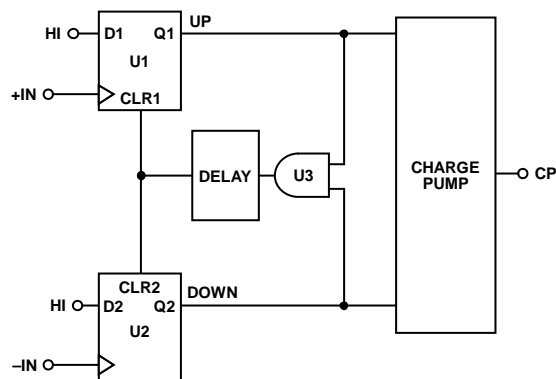 HI
D1
Q1
UP
U1
+IN
CLR1
DELAY
U3
CHARGE
PUMP
CP
CLR2
DOWN
HI
D2
Q2
U2
–IN